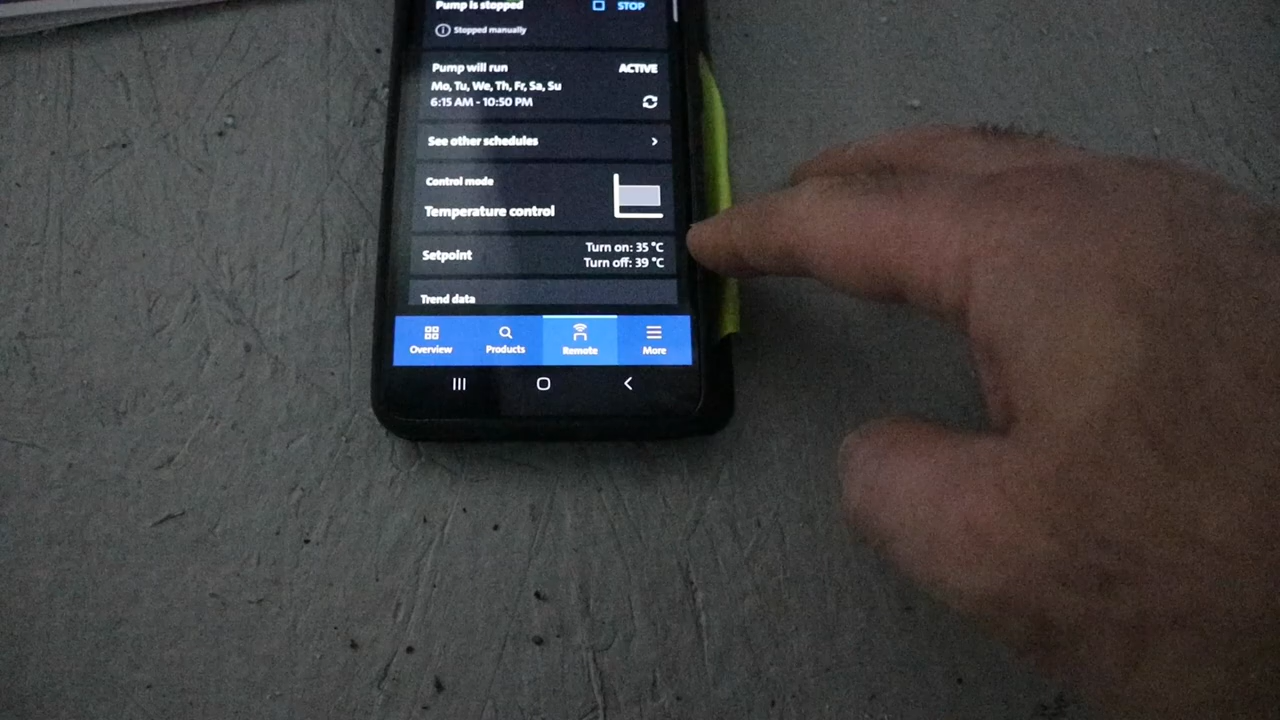 Pump is stopped STOP
Stopped manually
Pump will run ACTIVE
Mo, Tu, We, Th, Fr, Sa, Su
6:15 AM - 10:50 PM
See other schedules
Control mode
Temperature control
Setpoint
Turn on: 35 °C
Turn off: 39 °C
Trend data
Overview Products Remote More